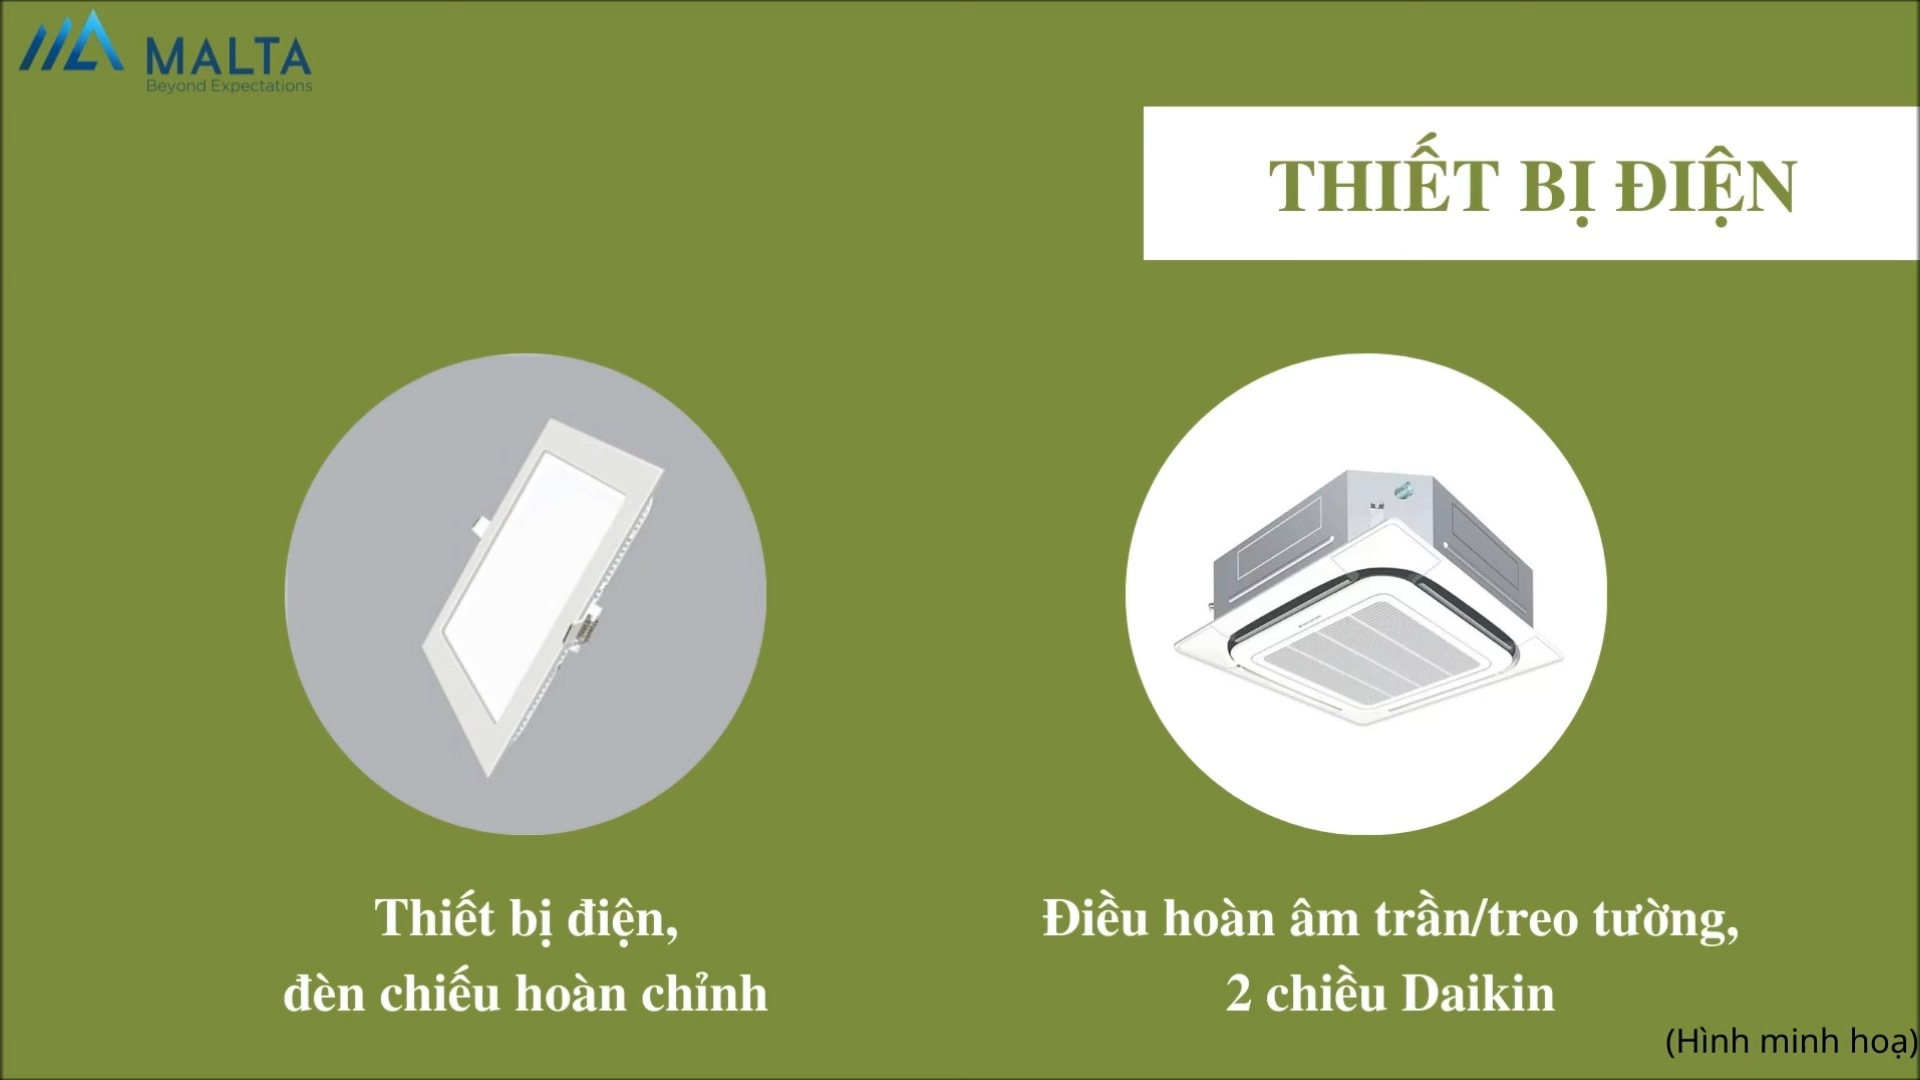 MALTA
Beyond Expectations
THIẾT BỊ ĐIỆN
Thiết bị điện,
đèn chiếu hoàn chỉnh
Điều hoàn âm trần/treo tường,
2 chiều Daikin
(Hình minh hoạ)